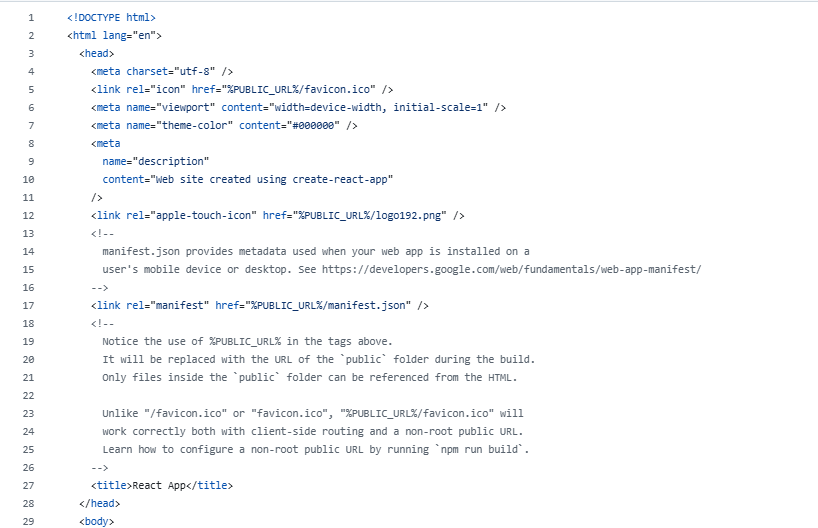 1 <!DOCTYPE html>
2 <html lang="en">
3 <head>
4 <meta charset="utf-8" />
5 <link rel="icon" href="%PUBLIC_URL%/favicon.ico" />
6 <meta name="viewport" content="width=device-width, initial-scale=1" />
7 <meta name="theme-color" content="#000000" />
8 <meta
9 name="description"
10 content="Web site created using create-react-app"
11 />
12 <link rel="apple-touch-icon" href="%PUBLIC_URL%/logo192.png" />
13 <!--
14 manifest.json provides metadata used when your web app is installed on a
15 user's mobile device or desktop. See https://developers.google.com/web/fundamentals/web-app-manifest/
16 -->
17 <link rel="manifest" href="%PUBLIC_URL%/manifest.json" />
18 <!--
19 Notice the use of %PUBLIC_URL% in the tags above.
20 It will be replaced with the URL of the `public` folder during the build.
21 Only files inside the `public` folder can be referenced from the HTML.
22
23 Unlike "/favicon.ico" or "favicon.ico", "%PUBLIC_URL%/favicon.ico" will
24 work correctly both with client-side routing and a non-root public URL.
25 Learn how to configure a non-root public URL by running `npm run build`.
26 -->
27 <title>React App</title>
28 </head>
29 <body>